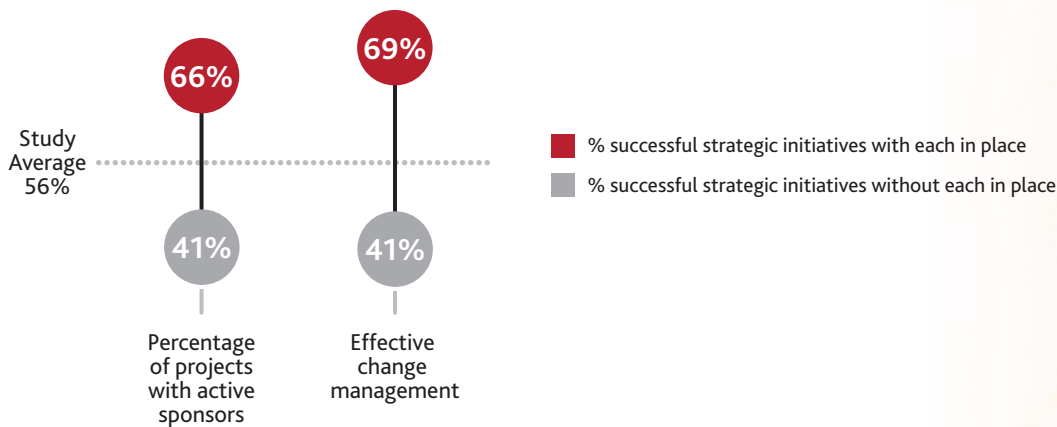 66%
69%
Study
Average
56%
% successful strategic initiatives with each in place
% successful strategic initiatives without each in place
41%
41%
Percentage
of projects
with active
sponsors
Effective
change
management